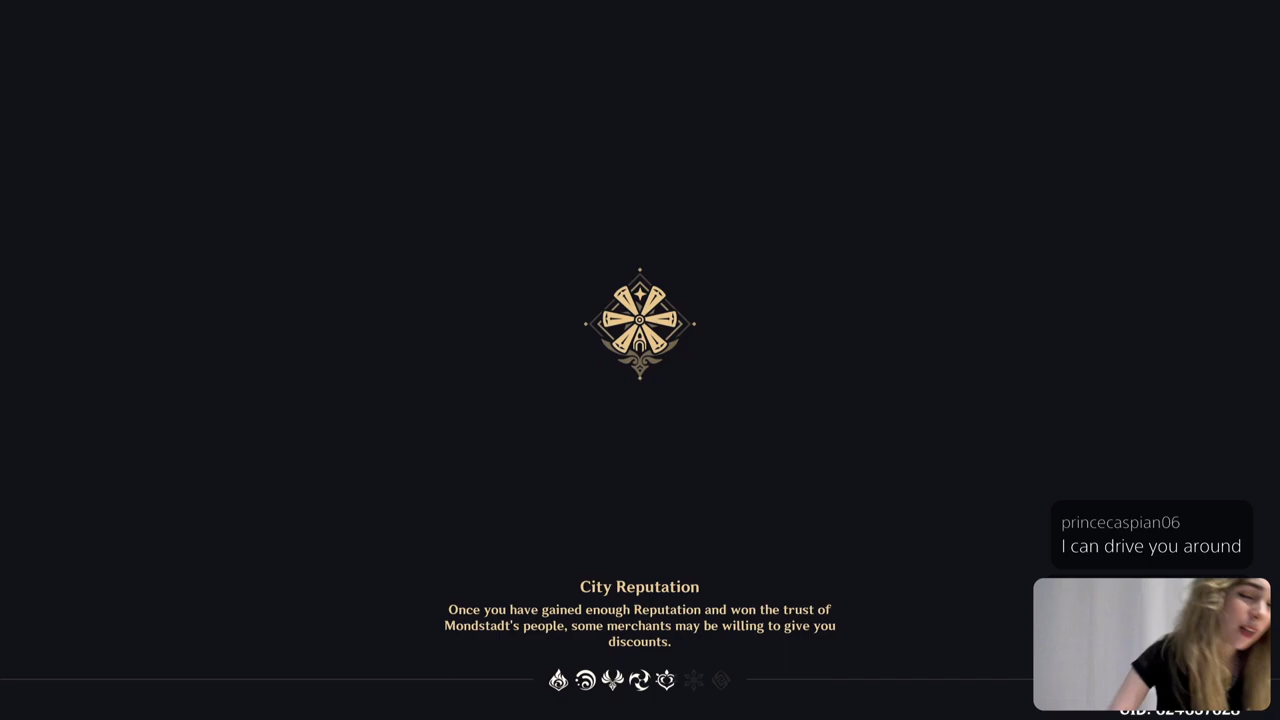 princecaspian06
I can drive you around
City Reputation
Once you have gained enough Reputation and won the trust of
Mondstadt's people, some merchants may be willing to give you
discounts.